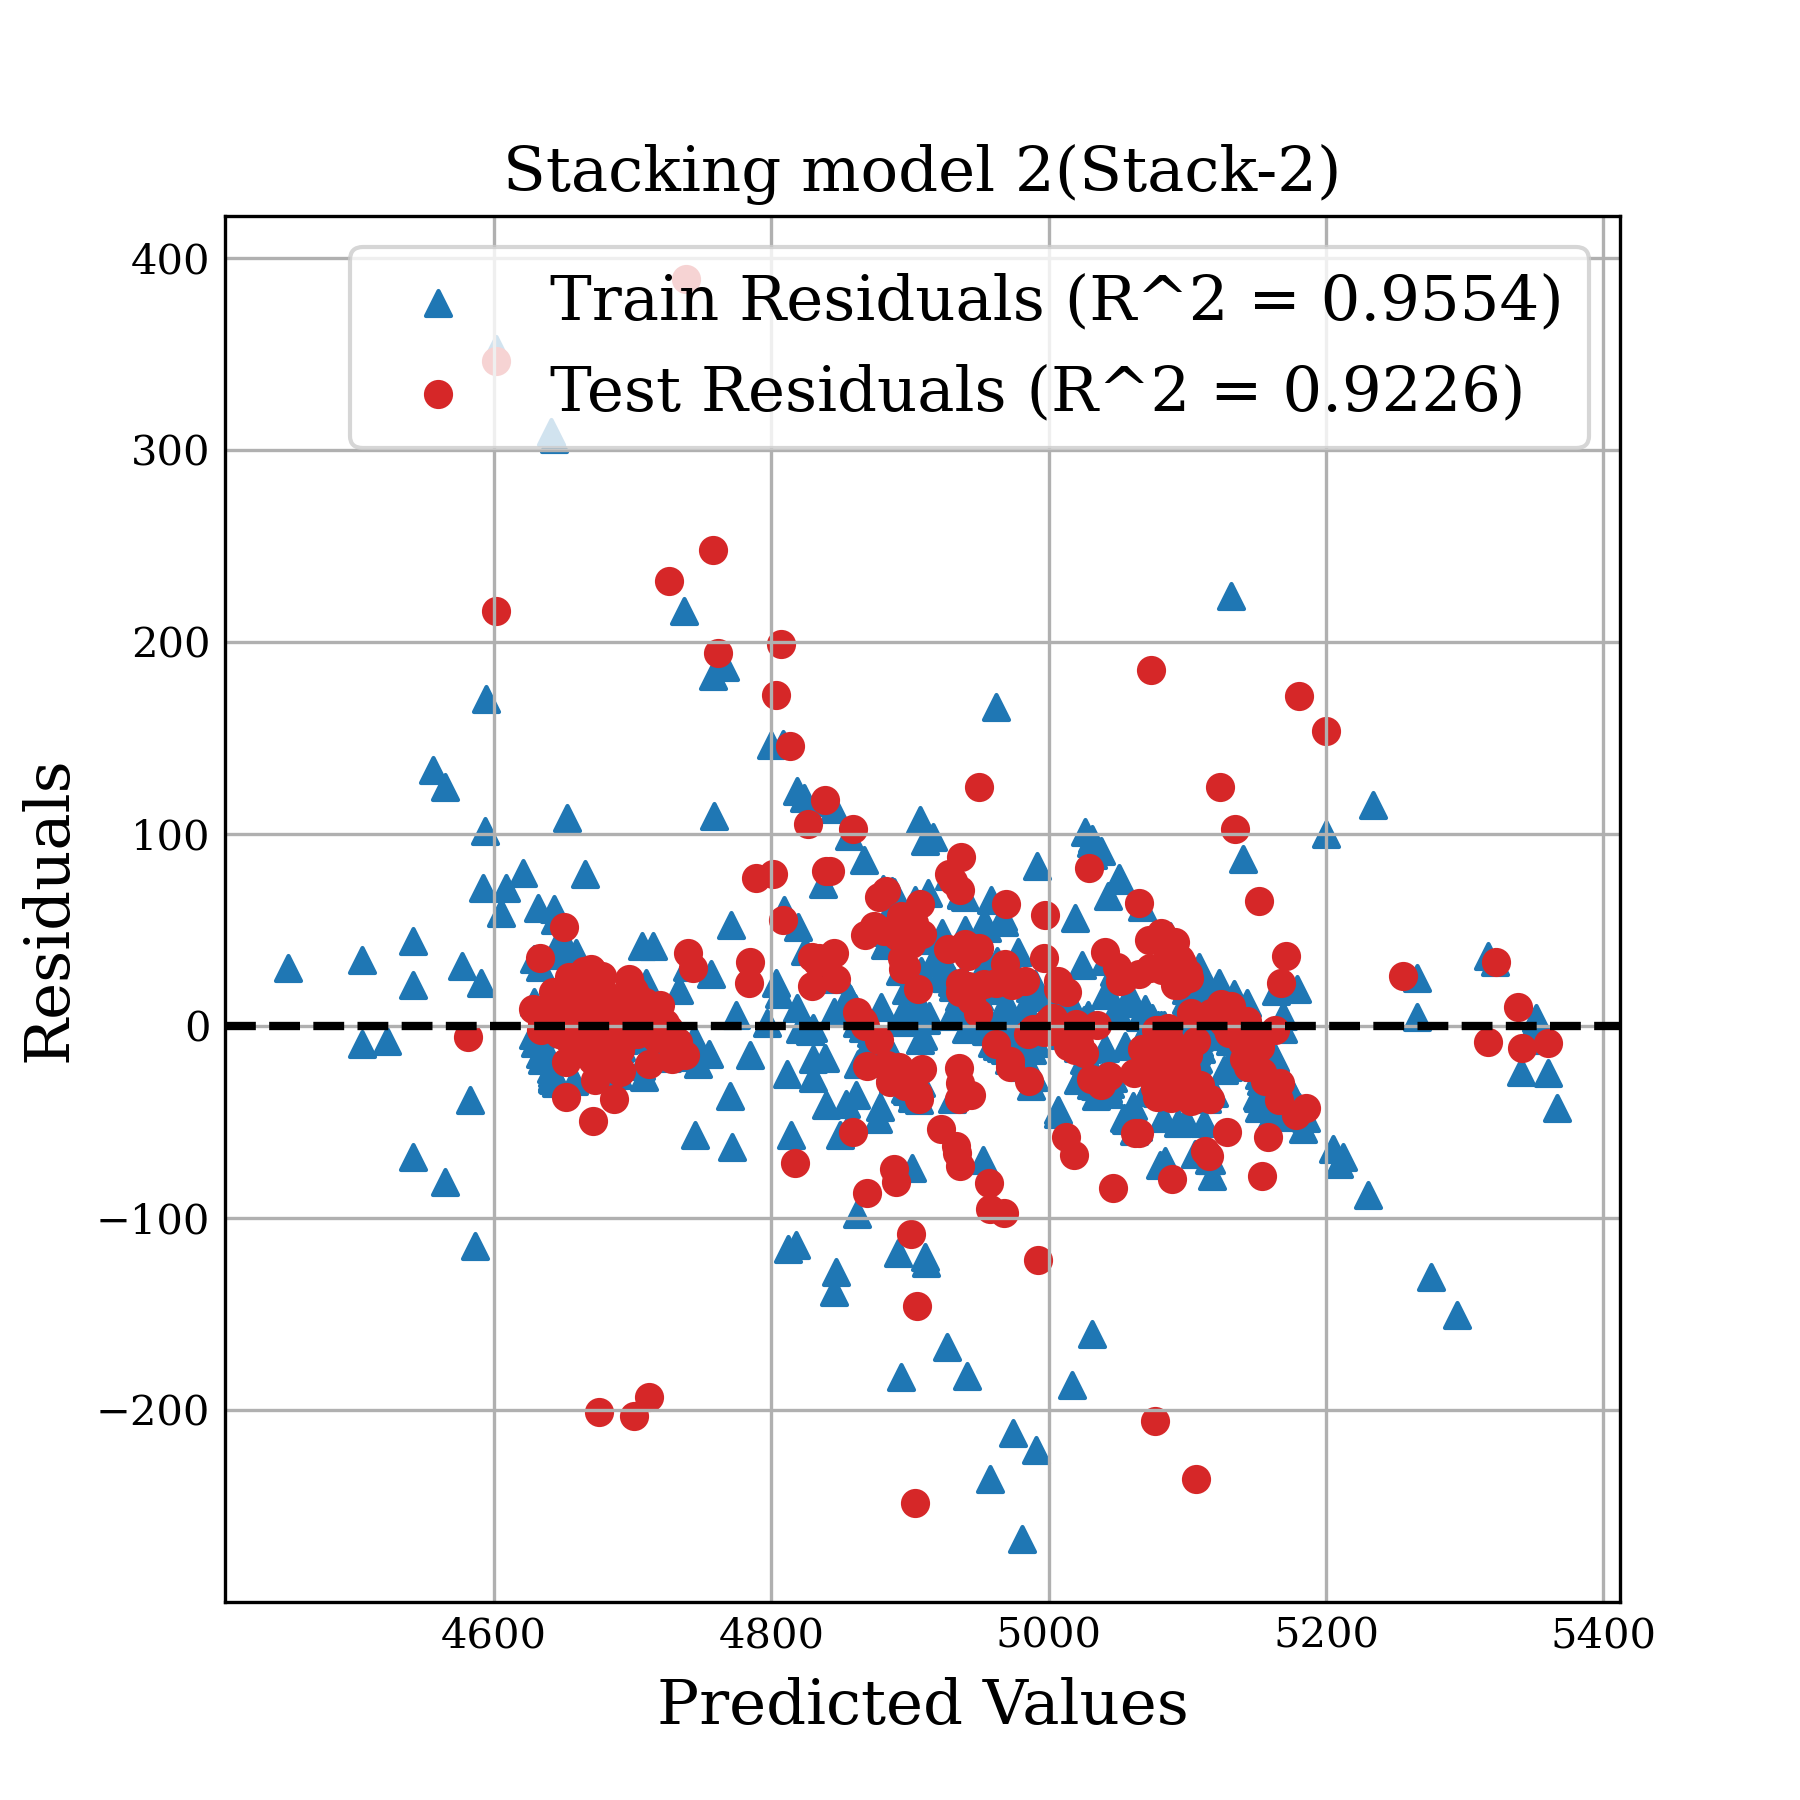 Stacking model 2(Stack-2)
Train Residuals (R^2 = 0.9554)
Test Residuals (R^2 = 0.9226)
Residuals
400
300
200
100
0
−100
−200
4600 4800 5000 5200 5400
Predicted Values